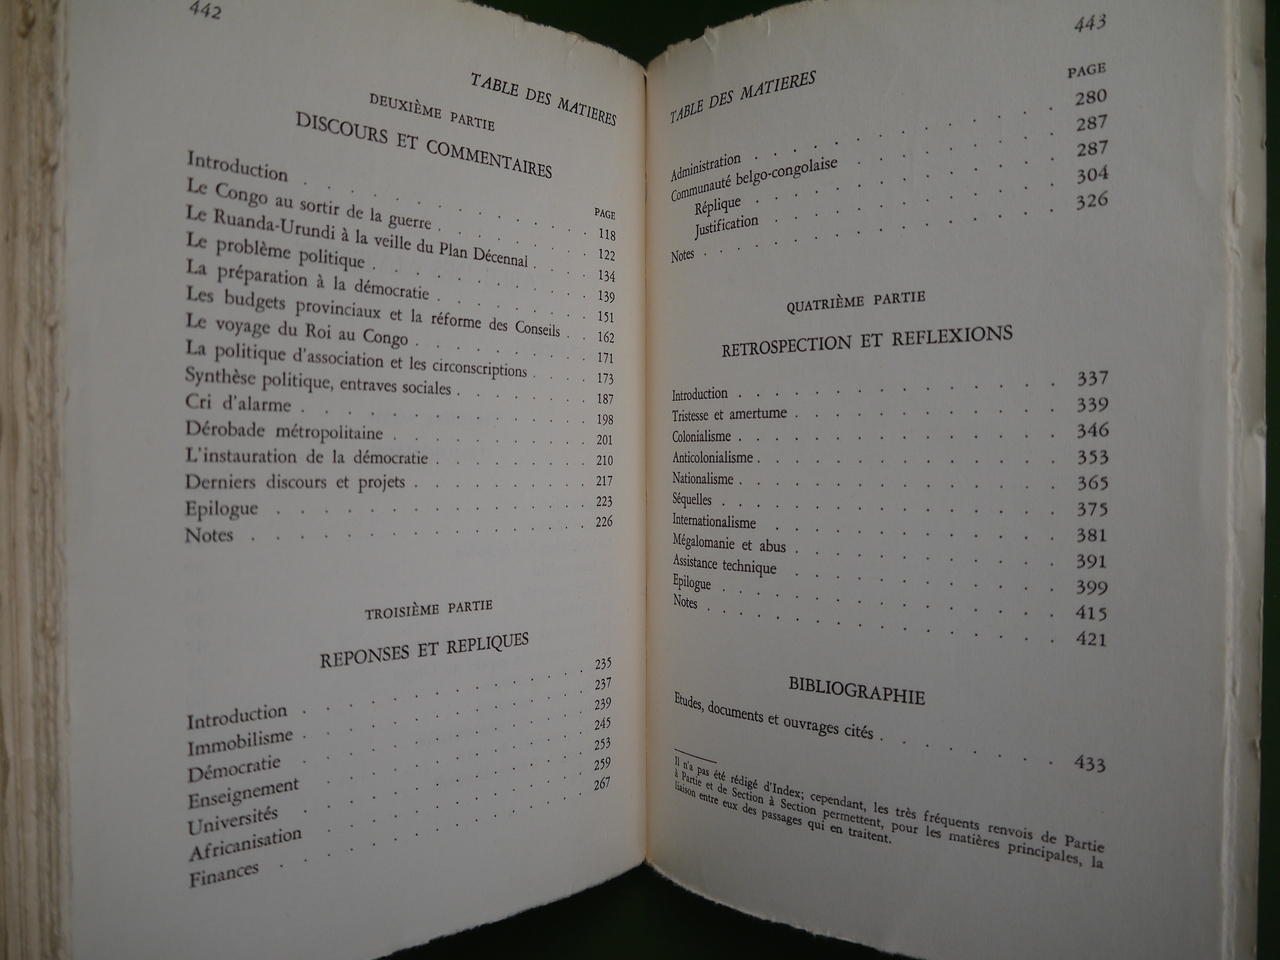 442
TABLE DES MATIERES
DEUXIÈME PARTIE
DISCOURS ET COMMENTAIRES
PAGE
Introduction . . . . . . . . . . . 118
Le Congo au sortir de la guerre . . . . . . . 122
Le Ruanda-Urundi à la veille du Plan Décennal . . . 134
Le problème politique . . . . . . . . . 139
La préparation à la démocratie . . . . . . . 151
Les budgets provinciaux et la réforme des Conseils . . 162
Le voyage du Roi au Congo . . . . . . . . 171
La politique d'association et les circonscriptions . . . . 173
Synthèse politique, entraves sociales . . . . . . 187
Cri d'alarme . . . . . . . . . . . 198
Dérobade métropolitaine . . . . . . . . . 201
L'instauration de la démocratie . . . . . . . 210
Derniers discours et projets . . . . . . . . 217
Epilogue . . . . . . . . . . . . 223
Notes . . . . . . . . . . . . . 226
TROISIÈME PARTIE
REPONSES ET REPLIQUES
Introduction . . . . . . . . . . . 235
Immobilisme . . . . . . . . . . . 237
Démocratie . . . . . . . . . . . 239
Enseignement . . . . . . . . . . . 245
Universités . . . . . . . . . . . 253
Africanisation . . . . . . . . . . . 259
Finances . . . . . . . . . . . . 267
443
TABLE DES MATIERES
PAGE
Administration . . . . . . . . . . . 280
Communauté belgo-congolaise . . . . . . . . 287
Réplique . . . . . . . . . . . 287
Justification . . . . . . . . . . . 304
Notes . . . . . . . . . . . . . 326
QUATRIÈME PARTIE
RETROSPECTION ET REFLEXIONS
Introduction . . . . . . . . . . . 337
Tristesse et amertume . . . . . . . . . 339
Colonialisme . . . . . . . . . . . 346
Anticolonialisme . . . . . . . . . . . 353
Nationalisme . . . . . . . . . . . 365
Séquelles . . . . . . . . . . . . 375
Internationalisme . . . . . . . . . . 381
Mégalomanie et abus . . . . . . . . . 391
Assistance technique . . . . . . . . . 399
Epilogue . . . . . . . . . . . . 415
Notes . . . . . . . . . . . . . 421
BIBLIOGRAPHIE
Etudes, documents et ouvrages cités . . . . . . . 433
Il n'a pas été rédigé d'Index; cependant, les très fréquents renvois de Partie
à Partie et de Section à Section permettent, pour les matières principales, la
liaison entre eux des passages qui en traitent.